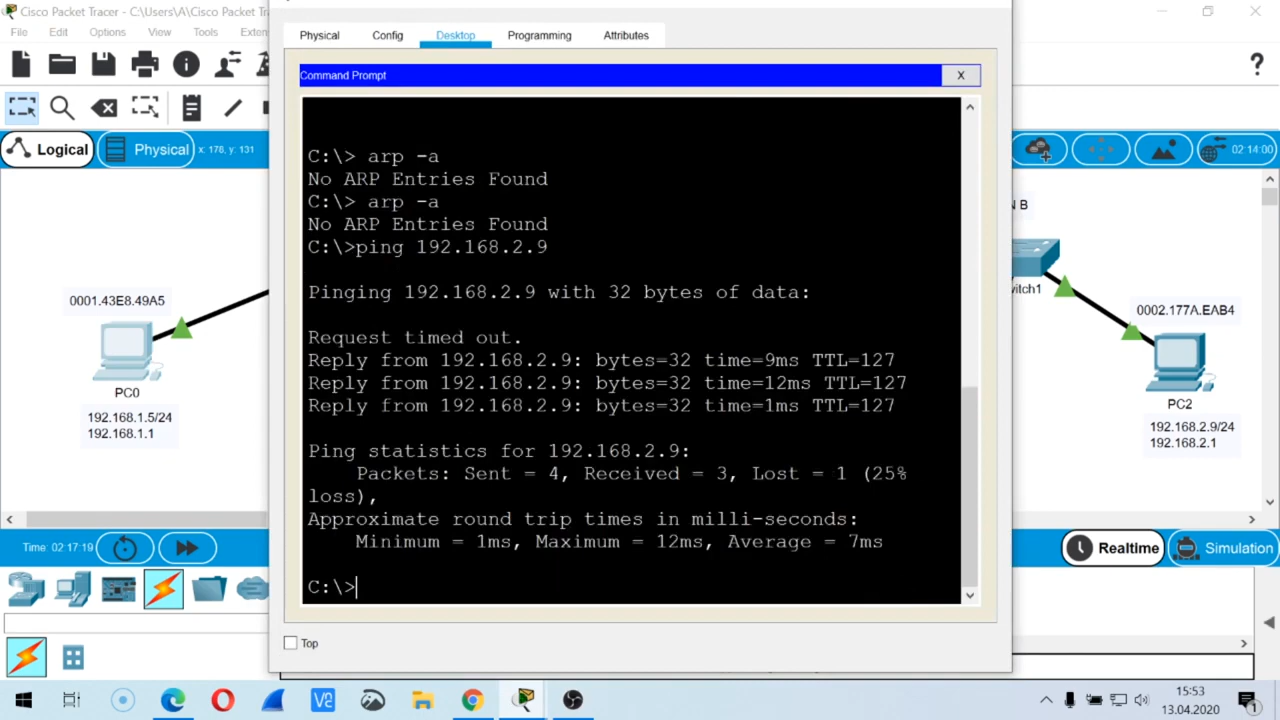 Cisco Packet Tracer - C:\Users\A\Cisco Packet Tra
File Edit Options View Tools Exten
Physical Config Desktop Programming Attributes
Command Prompt X
?
Logical Physical x: 178, y: 131 02:14:00
C:\> arp -a
No ARP Entries Found
C:\> arp -a
No ARP Entries Found
C:\>ping 192.168.2.9
Pinging 192.168.2.9 with 32 bytes of data:
Request timed out.
Reply from 192.168.2.9: bytes=32 time=9ms TTL=127
Reply from 192.168.2.9: bytes=32 time=12ms TTL=127
Reply from 192.168.2.9: bytes=32 time=1ms TTL=127
Ping statistics for 192.168.2.9:
Packets: Sent = 4, Received = 3, Lost = 1 (25%
loss),
Approximate round trip times in milli-seconds:
Minimum = 1ms, Maximum = 12ms, Average = 7ms
C:\>
0001.43E8.49A5
PC0
192.168.1.5/24
192.168.1.1
N B
witch1
0002.177A.EAB4
PC2
192.168.2.9/24
192.168.2.1
Time: 02:17:19 Realtime Simulation
Top
V2
15:53
13.04.2020
1